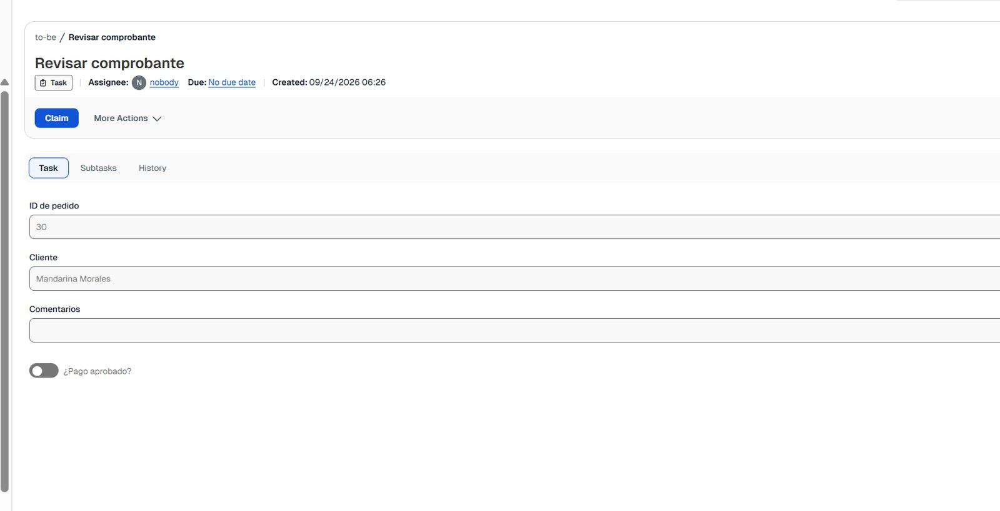 to-be / Revisar comprobante
Revisar comprobante
Task | Assignee: N nobody Due: No due date | Created: 09/24/2026 06:26
Claim More Actions
Task Subtasks History
ID de pedido
30
Cliente
Mandarina Morales
Comentarios
¿Pago aprobado?